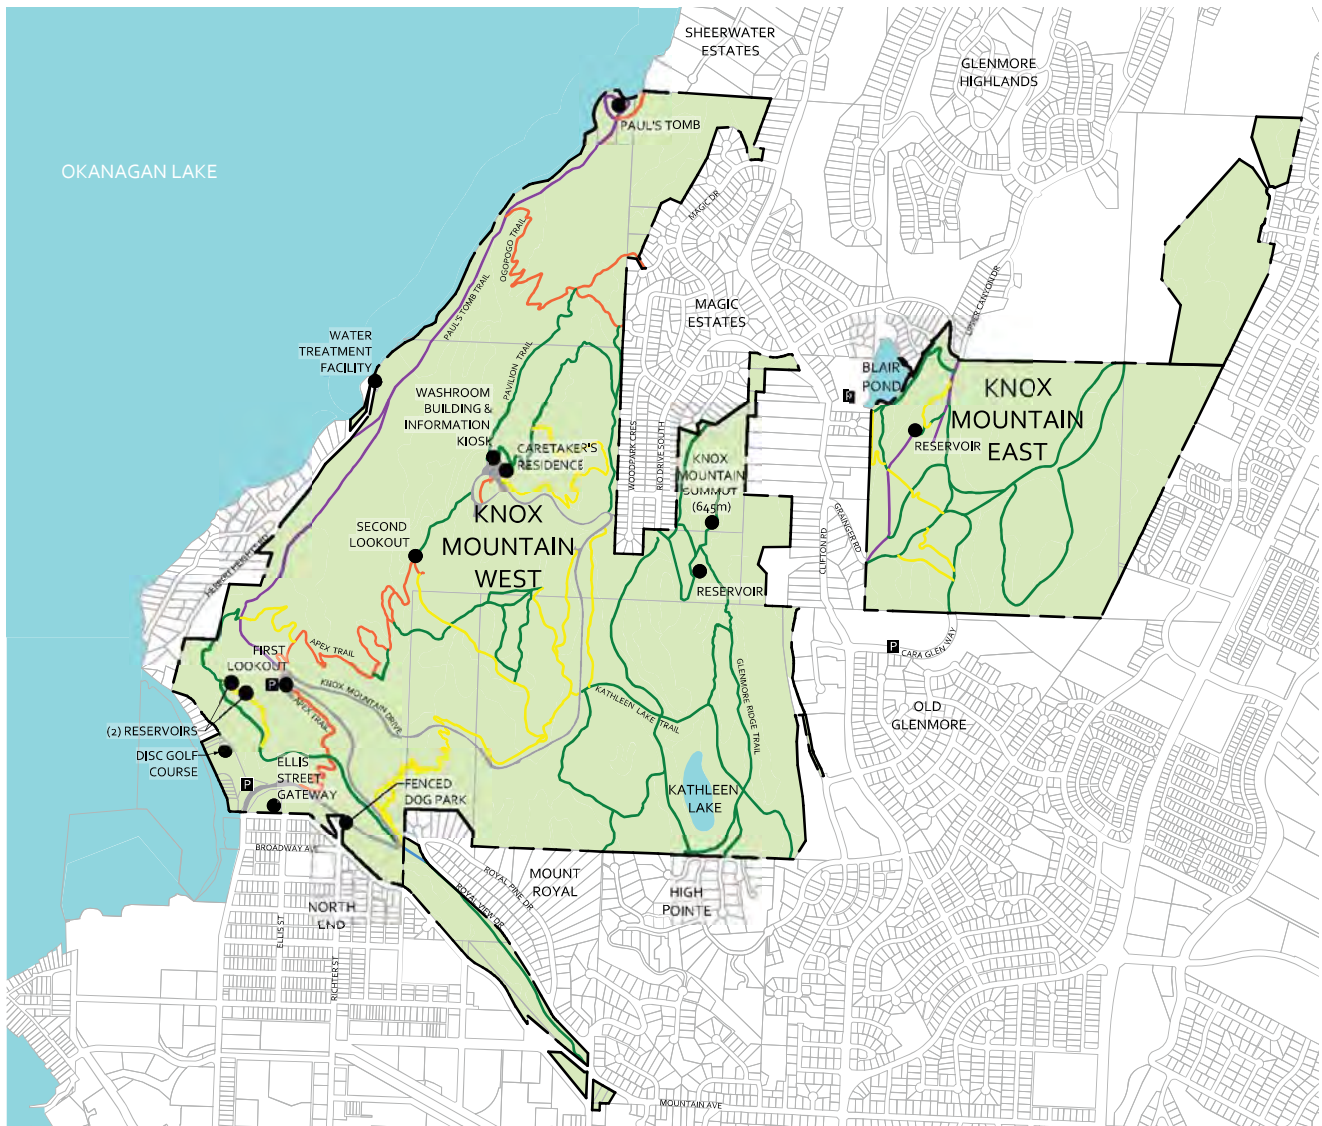 SHEERWATER
ESTATES
GLENMORE
HIGHLANDS
PAUL'S TOMB
OKANAGAN LAKE
MAGIC DR
OGOPOGO TRAIL
PAUL'S TOMB TRAIL
UPPER CANYON DR
MAGIC
ESTATES
WATER
TREATMENT
FACILITY
PAVILION TRAIL
BLAIR
POND
KNOX
MOUNTAIN
EAST
WASHROOM
BUILDING &
INFORMATION
KIOSK
CARETAKER'S
RESIDENCE
WOODPARK CRES
RIO DRIVE SOUTH
RESERVOIR
KNOX
MOUNTAIN
SUMMUT
(645m)
SECOND
LOOKOUT
KNOX
MOUNTAIN
WEST
GRAINGER RD
CLIFTON RD
RESERVOIR
P
CARA GLEN WAY
FIRST
LOOKOUT
APEX TRAIL
P
KNOX MOUNTAIN DRIVE
APEX TRAIL
KATHLEEN LAKE TRAIL
GLENMORE RIDGE TRAIL
OLD
GLENMORE
(2) RESERVOIRS
DISC GOLF
COURSE
P
ELLIS
STREET
GATEWAY
FENCED
DOG PARK
KATHLEEN
LAKE
BROADWAY AVE
MOUNT
ROYAL
ROYAL PINE DR
ROYAL VIEW DR
HIGH
POINTE
NORTH
END
ELLIS ST
RICHTER ST
MOUNTAIN AVE